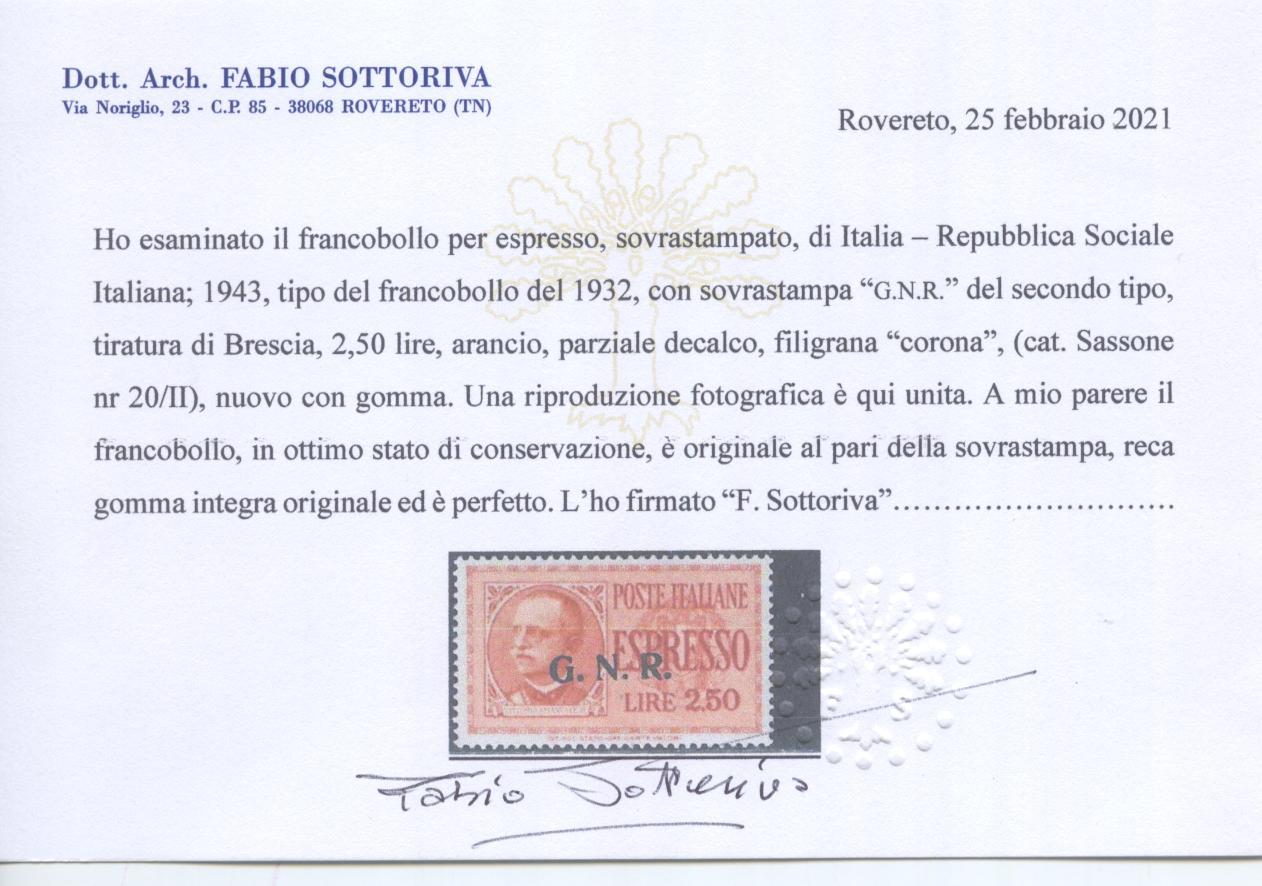 Dott. Arch. FABIO SOTTORIVA
Via Noriglio, 23 - C.P. 85 - 38068 ROVERETO (TN)
Rovereto, 25 febbraio 2021
Ho esaminato il francobollo per espresso, sovrastampato, di Italia – Repubblica Sociale
Italiana; 1943, tipo del francobollo del 1932, con sovrastampa “G.N.R.” del secondo tipo,
tiratura di Brescia, 2,50 lire, arancio, parziale decalco, filigrana “corona”, (cat. Sassone
nr 20/II), nuovo con gomma. Una riproduzione fotografica è qui unita. A mio parere il
francobollo, in ottimo stato di conservazione, è originale al pari della sovrastampa, reca
gomma integra originale ed è perfetto. L’ho firmato “F. Sottoriva”............................
POSTE ITALIANE
ESPRESSO
G. N. R.
LIRE 2,50
Fabio Sottoriva